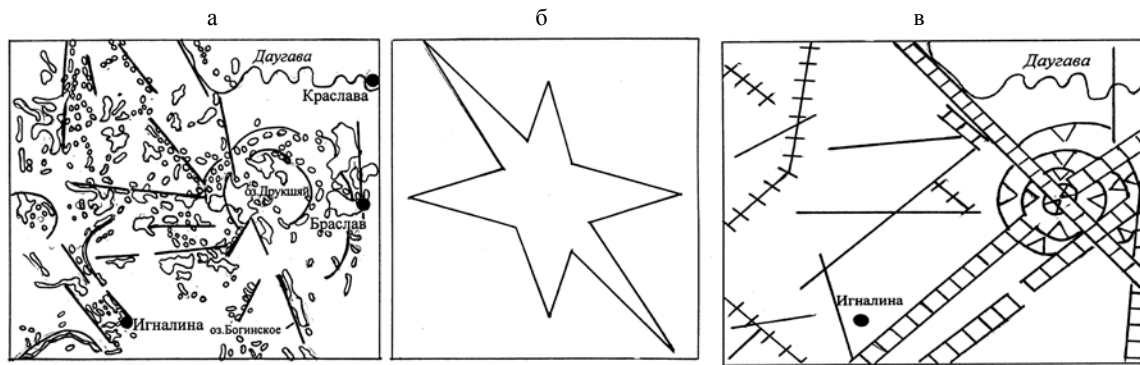 а
б
в
Даугава
Краслава
оз.Друкшяй
Браслав
Игналина
оз.Богинское
Даугава
Игналина